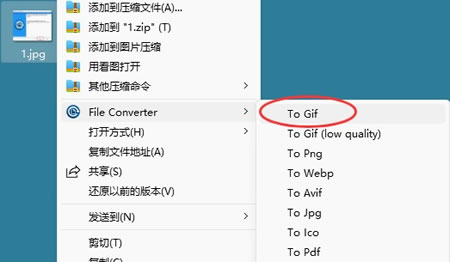 1.jpg
添加到压缩文件(A)...
添加到 "1.zip" (T)
添加到图片压缩
用看图打开
其他压缩命令
File Converter
打开方式(H)
复制文件地址(A)
共享(S)
还原以前的版本(V)
发送到(N)
剪切(T)
复制(C)
To Gif
To Gif (low quality)
To Png
To Webp
To Avif
To Jpg
To Ico
To Pdf